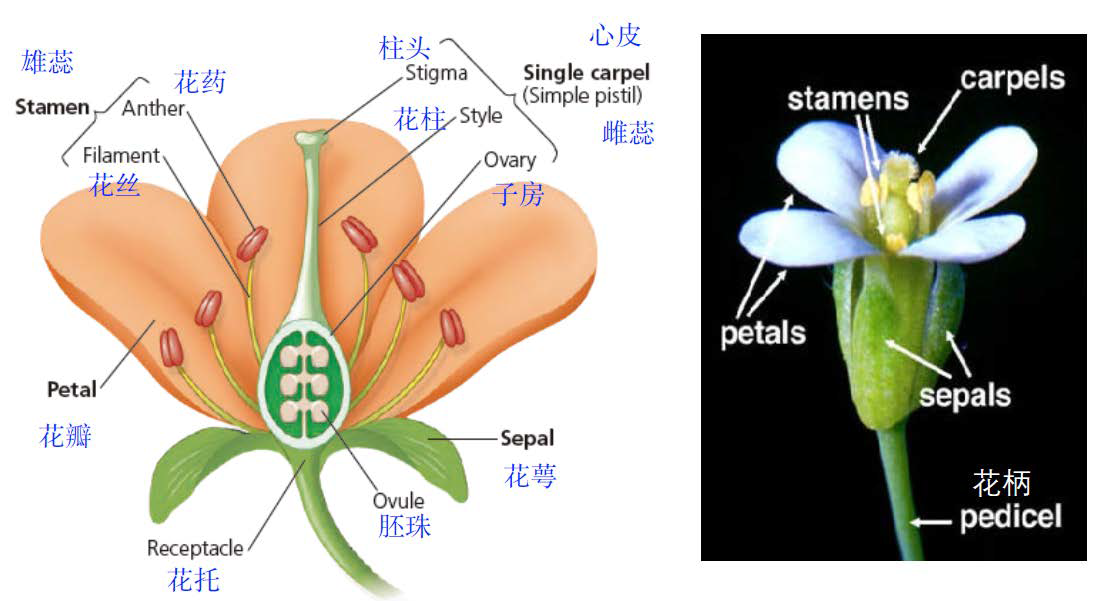 雄蕊
Stamen
花药
Anther
Filament
花丝
柱头
Stigma
花柱
Style
Ovary
子房
心皮
Single carpel
(Simple pistil)
雌蕊
Petal
花瓣
Sepal
花萼
Ovule
胚珠
Receptacle
花托
stamens
carpels
petals
sepals
花柄
pedicel